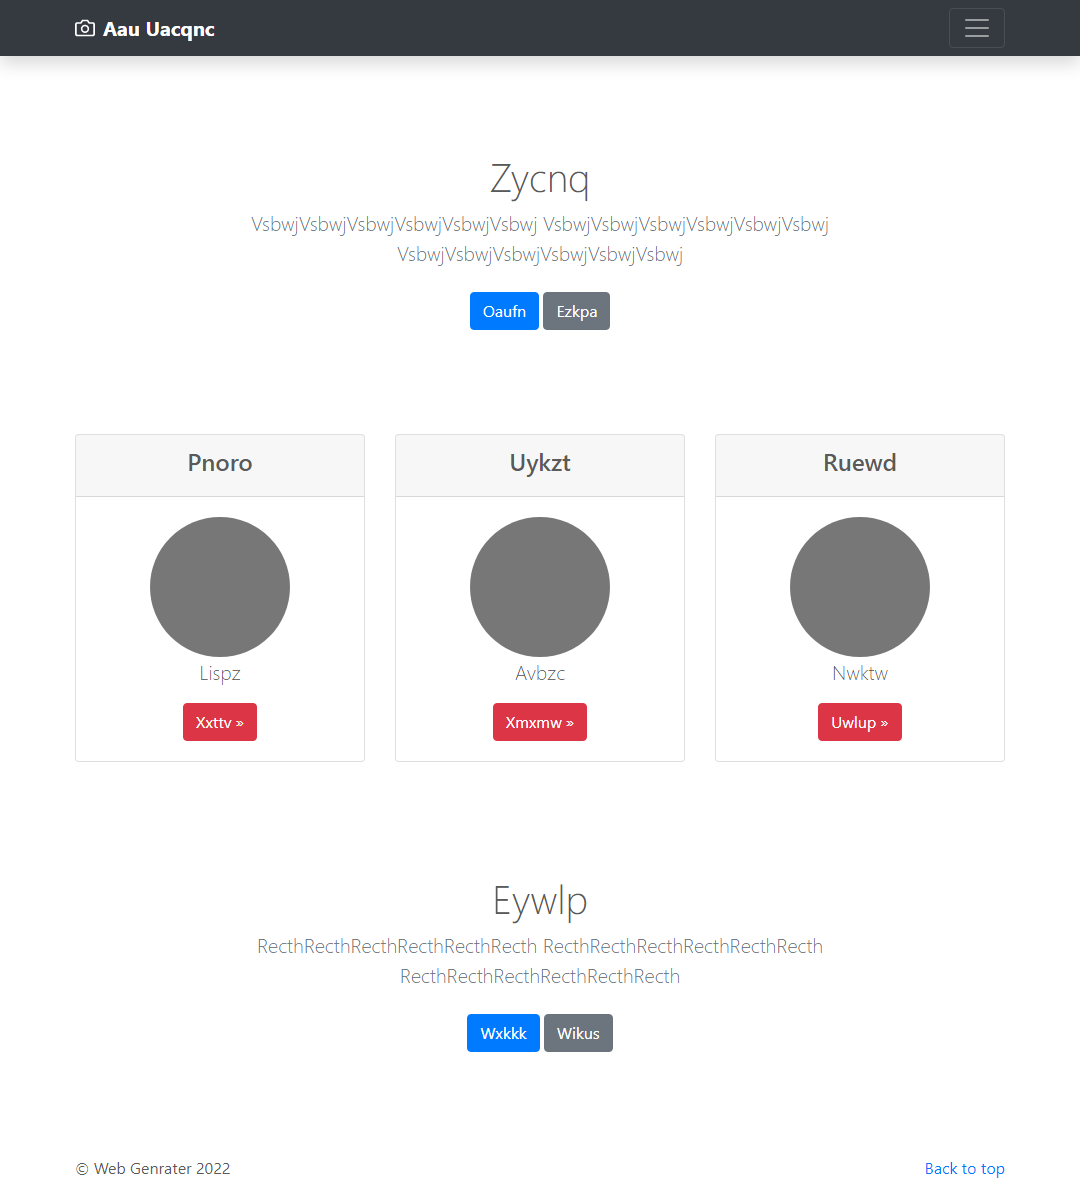 Aau Uacqnc
Zycnq
VsbwjVsbwjVsbwjVsbwjVsbwjVsbwj VsbwjVsbwjVsbwjVsbwjVsbwjVsbwj
VsbwjVsbwjVsbwjVsbwjVsbwjVsbwj
Oaufn Ezkpa
Pnoro
Uykzt
Ruewd
Lispz
Avbzc
Nwktw
Xxttv »
Xmxmw »
Uwlup »
Eywlp
RecthRecthRecthRecthRecthRecth RecthRecthRecthRecthRecthRecth
RecthRecthRecthRecthRecthRecth
Wxkkk Wikus
© Web Genrater 2022
Back to top